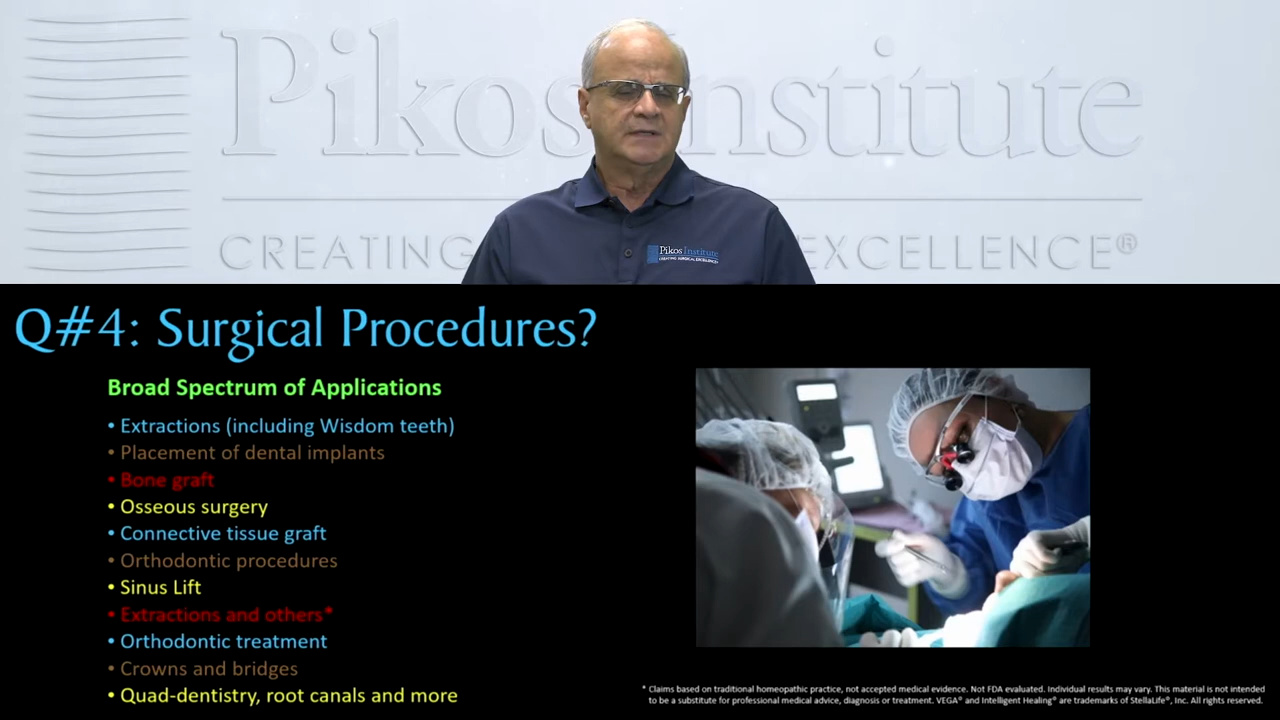 Pikos Institute
CREATING EXCELLENCE®
Pikos Institute
CREATING SURGICAL EXCELLENCE®
Q#4: Surgical Procedures?
Broad Spectrum of Applications
• Extractions (including Wisdom teeth)
• Placement of dental implants
• Bone graft
• Osseous surgery
• Connective tissue graft
• Orthodontic procedures
• Sinus Lift
• Extractions and others*
• Orthodontic treatment
• Crowns and bridges
• Quad-dentistry, root canals and more
* Claims based on traditional homeopathic practice, not accepted medical evidence. Not FDA evaluated. Individual results may vary. This material is not intended
to be a substitute for professional medical advice, diagnosis or treatment. VEGA® and Intelligent Healing® are trademarks of StellaLife®, Inc. All rights reserved.